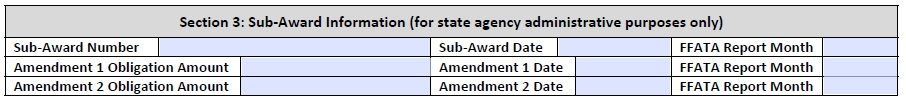 Section 3: Sub-Award Information (for state agency administrative purposes only)
Sub-Award Number Sub-Award Date FFATA Report Month
Amendment 1 Obligation Amount Amendment 1 Date FFATA Report Month
Amendment 2 Obligation Amount Amendment 2 Date FFATA Report Month